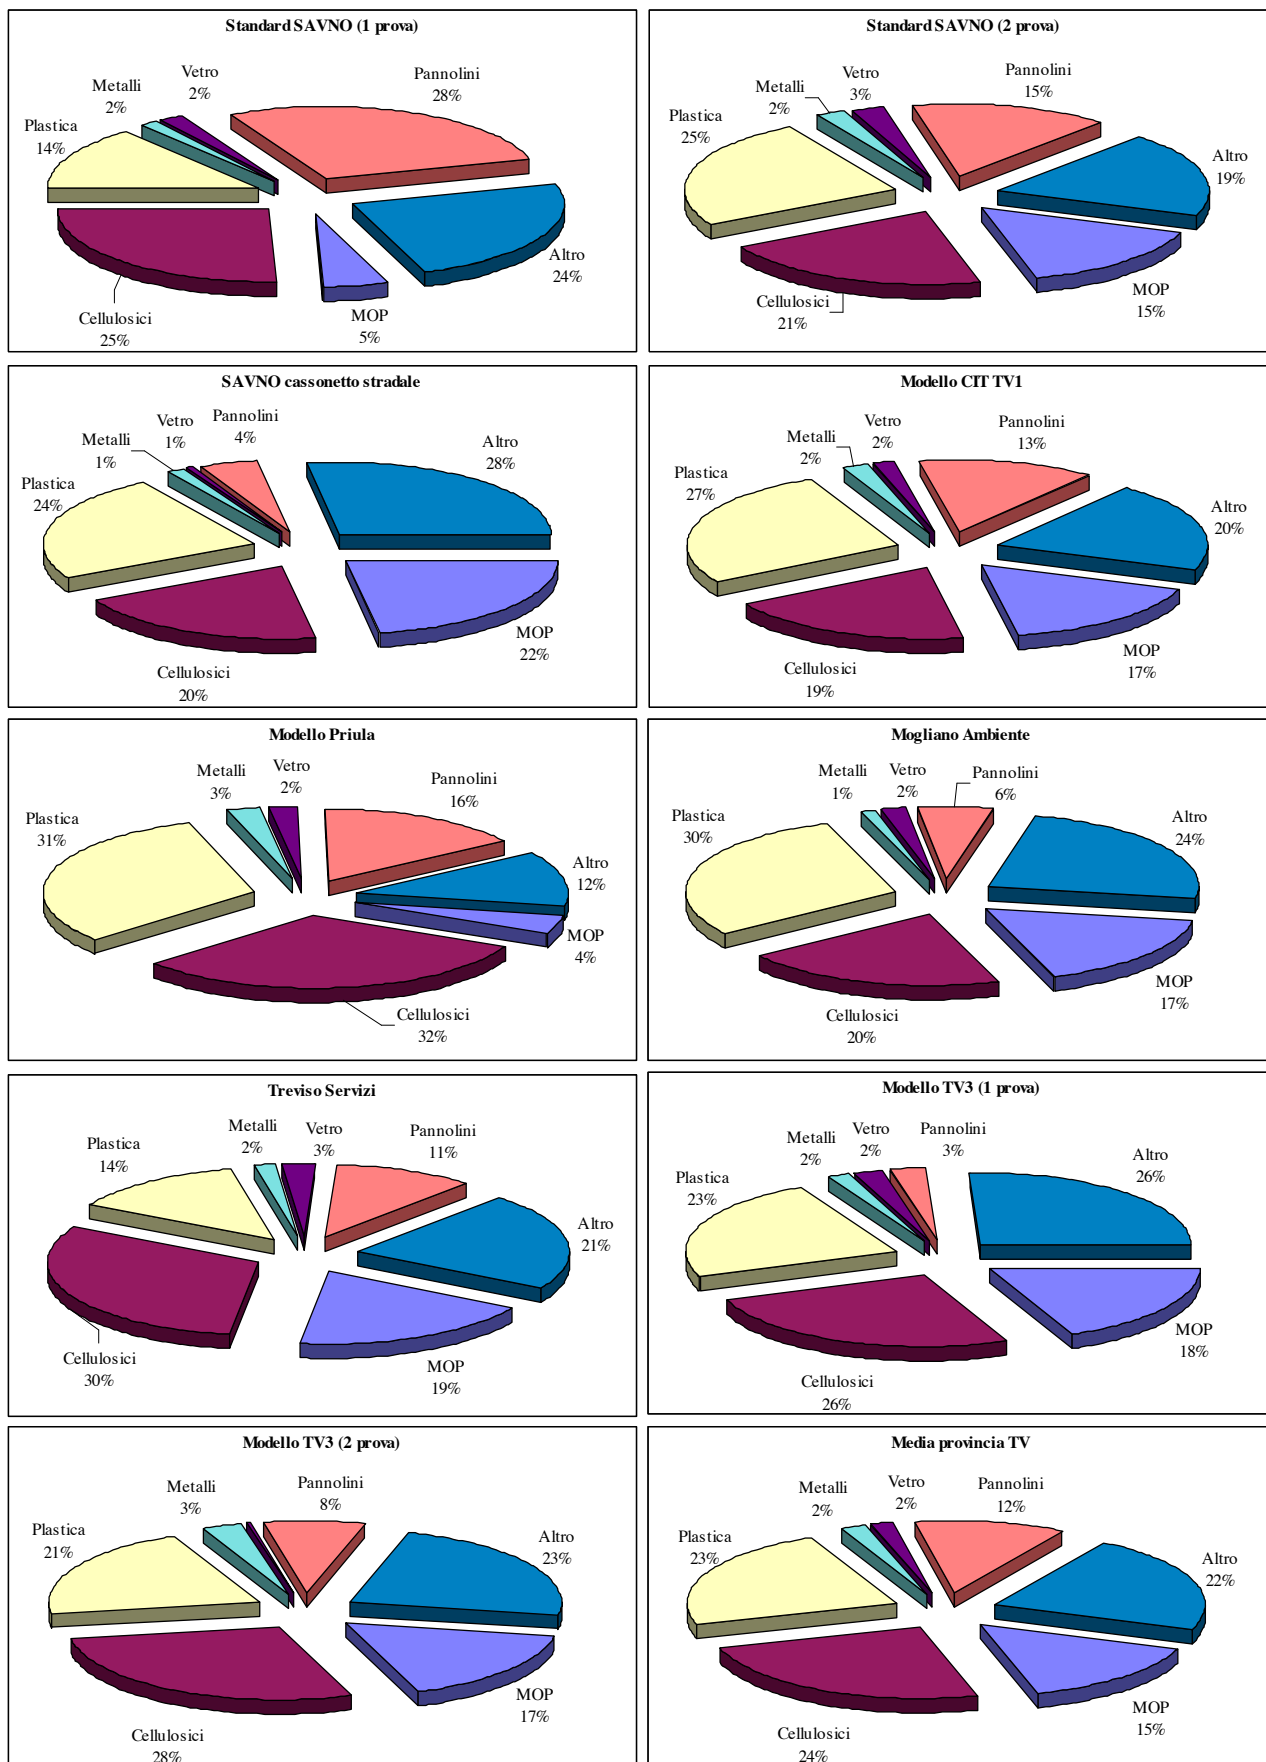 Standard SAVNO (1 prova)
Metalli
2%
Vetro
2%
Pannolini
28%
Plastica
14%
Altro
24%
MOP
5%
Cellulosici
25%
Standard SAVNO (2 prova)
Metalli
2%
Vetro
3%
Pannolini
15%
Plastica
25%
Altro
19%
MOP
15%
Cellulosici
21%
SAVNO cassonetto stradale
Metalli
1%
Vetro
1%
Pannolini
4%
Altro
28%
Plastica
24%
MOP
22%
Cellulosici
20%
Modello CIT TV1
Metalli
2%
Vetro
2%
Pannolini
13%
Plastica
27%
Altro
20%
MOP
17%
Cellulosici
19%
Modello Priula
Metalli
3%
Vetro
2%
Pannolini
16%
Plastica
31%
Altro
12%
MOP
4%
Cellulosici
32%
Mogliano Ambiente
Metalli
1%
Vetro
2%
Pannolini
6%
Plastica
30%
Altro
24%
MOP
17%
Cellulosici
20%
Treviso Servizi
Plastica
14%
Metalli
2%
Vetro
3%
Pannolini
11%
Altro
21%
Cellulosici
30%
MOP
19%
Modello TV3 (1 prova)
Metalli
2%
Vetro
2%
Pannolini
3%
Altro
26%
Plastica
23%
MOP
18%
Cellulosici
26%
Modello TV3 (2 prova)
Metalli
3%
Pannolini
8%
Plastica
21%
Altro
23%
MOP
17%
Cellulosici
28%
Media provincia TV
Metalli
2%
Vetro
2%
Pannolini
12%
Plastica
23%
Altro
22%
MOP
15%
Cellulosici
24%